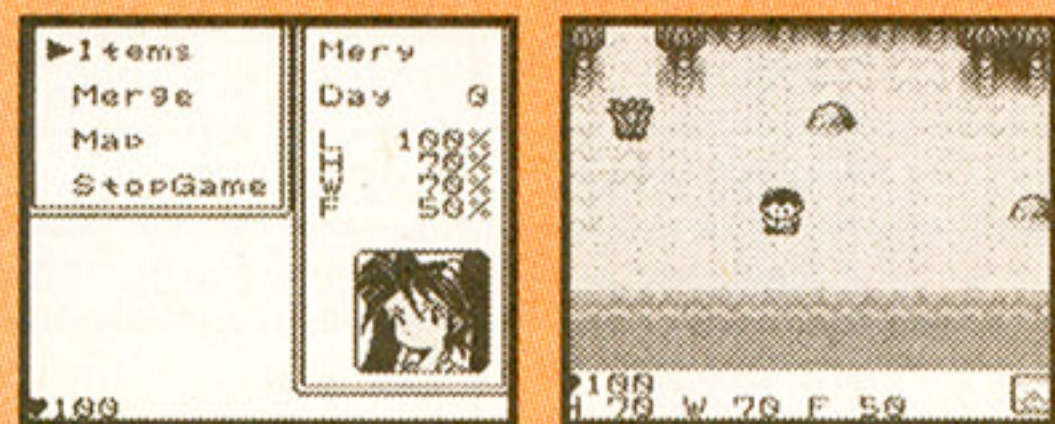 ▶Items
Merge
Map
StopGame
♥100
Mery
Day 0
L 100%
H 70%
W 70%
F 50%
♥100
H 70 W 70 F 50